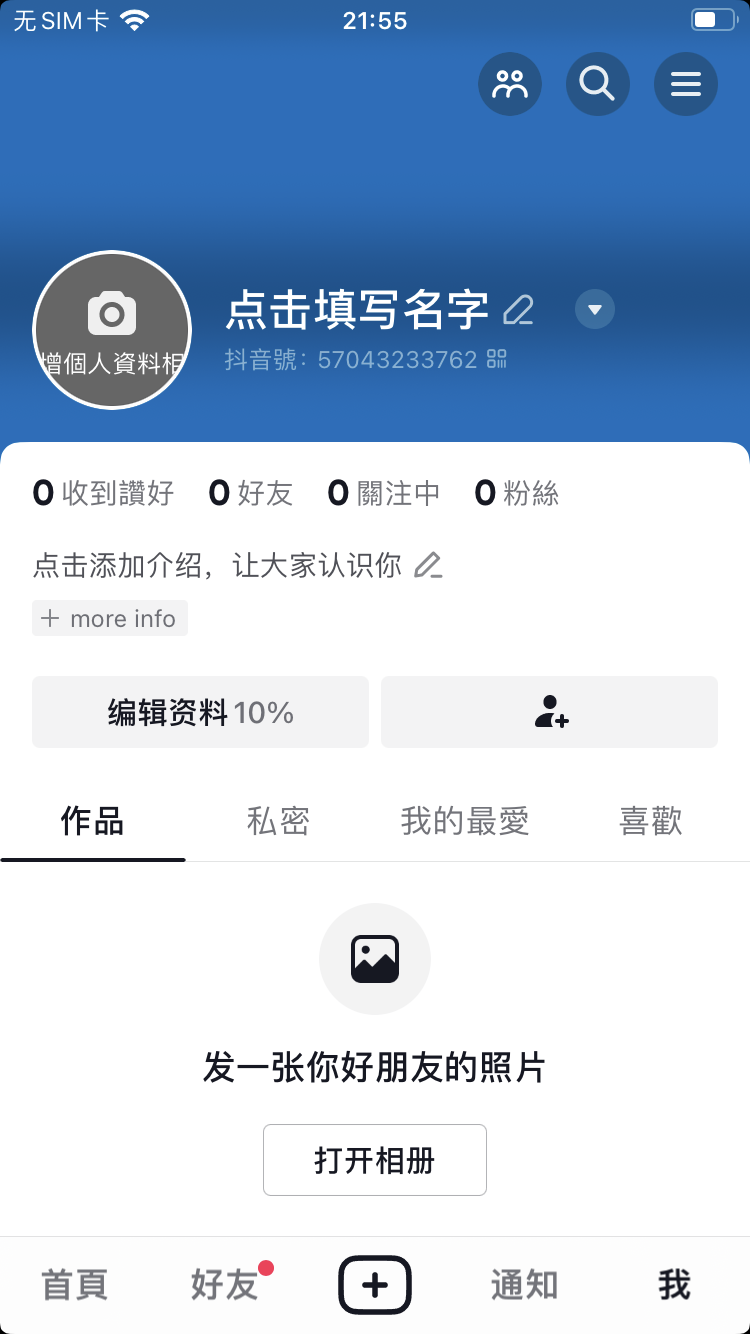 无SIM卡 21:55
点击填写名字
抖音號: 57043233762
增個人資料相
0 收到讚好 0 好友 0 關注中 0 粉絲
点击添加介绍，让大家认识你
+ more info
编辑资料 10%
作品 私密 我的最愛 喜歡
发一张你好朋友的照片
打开相册
首頁 好友 通知 我